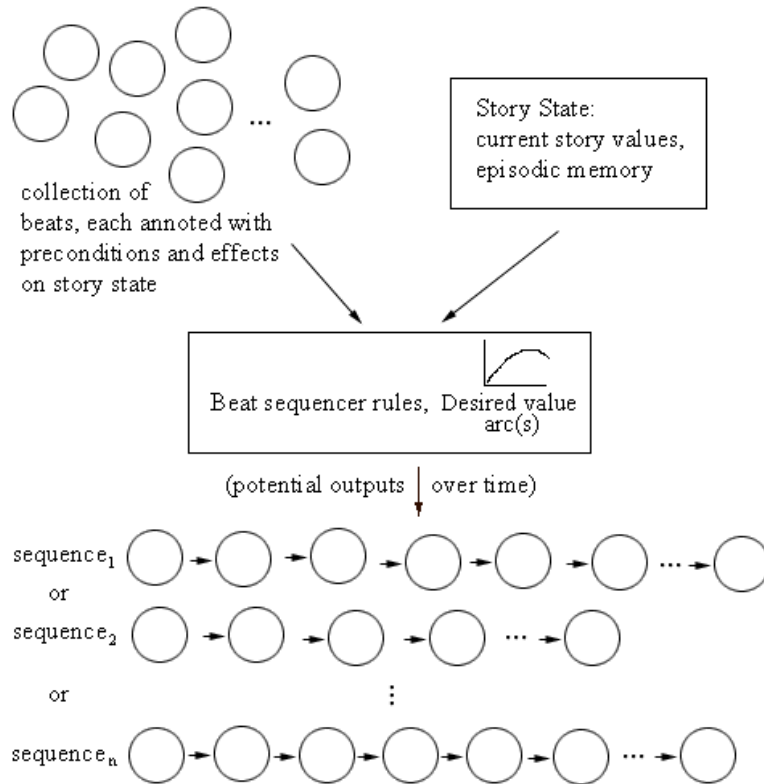 ...
collection of
beats, each annoted with
preconditions and effects
on story state
Story State:
current story values,
episodic memory
Beat sequencer rules, Desired value
arc(s)
(potential outputs over time)
sequence₁ ...
or
sequence₂ ...
or
sequenceₙ ...